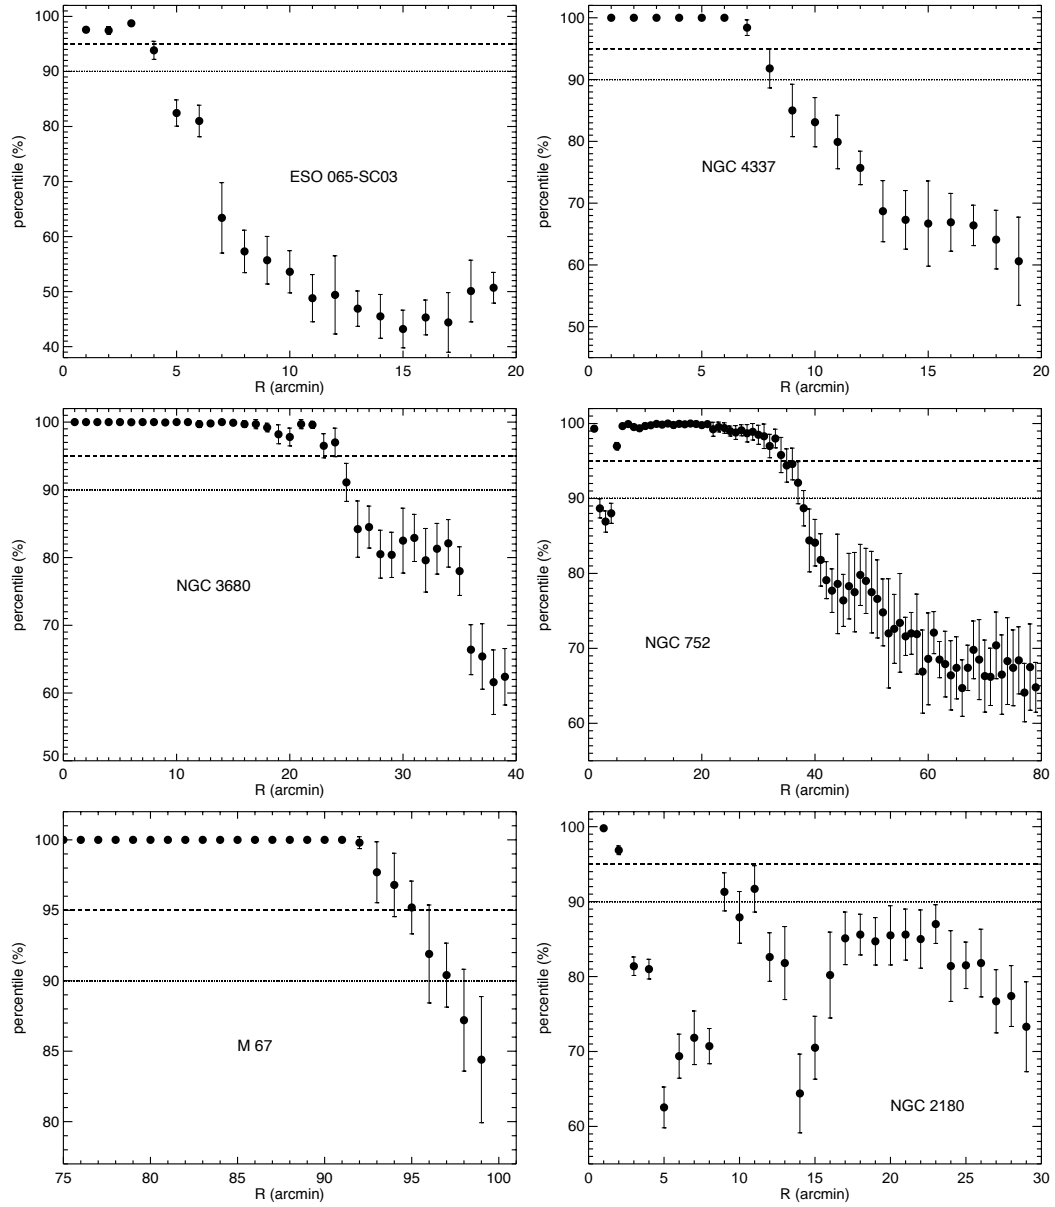 100
90
80
70
60
50
40
percentile (%)
ESO 065-SC03
0 5 10 15 20
R (arcmin)
100
90
80
70
60
50
percentile (%)
NGC 4337
0 5 10 15 20
R (arcmin)
100
90
80
70
60
50
percentile (%)
NGC 3680
0 10 20 30 40
R (arcmin)
100
90
80
70
60
percentile (%)
NGC 752
0 20 40 60 80
R (arcmin)
100
95
90
85
80
percentile (%)
M 67
75 80 85 90 95 100
R (arcmin)
100
90
80
70
60
percentile (%)
NGC 2180
0 5 10 15 20 25 30
R (arcmin)